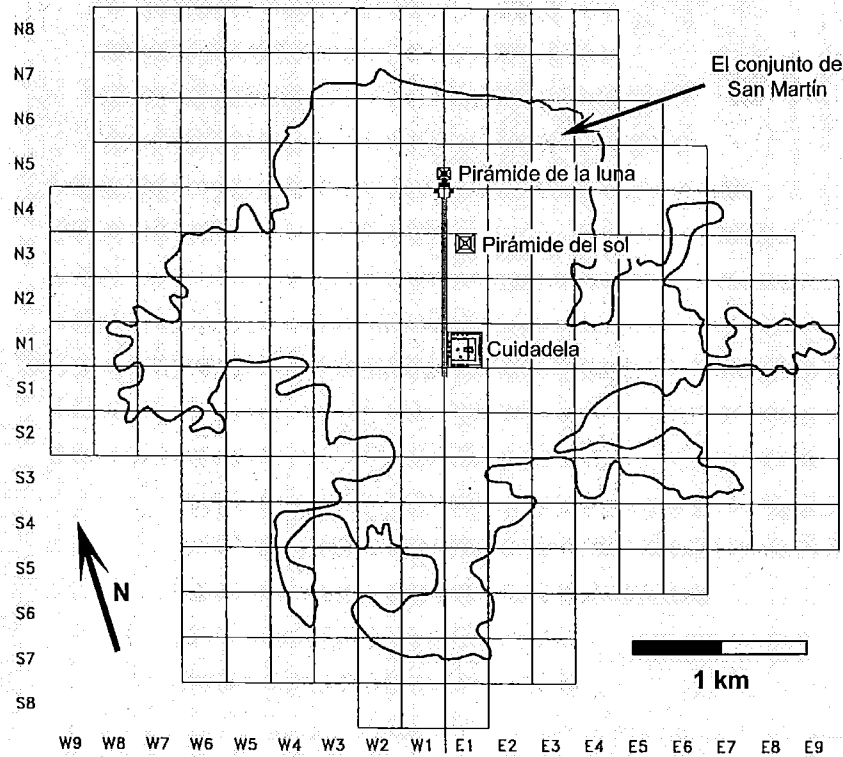 N8
N7
El conjunto de
San Martín
N6
N5
Pirámide de la luna
N4
N3
Pirámide del sol
N2
N1
Cuidadela
S1
S2
S3
S4
S5
N
S6
S7
1 km
S8
W9 W8 W7 W6 W5 W4 W3 W2 W1 E1 E2 E3 E4 E5 E6 E7 E8 E9